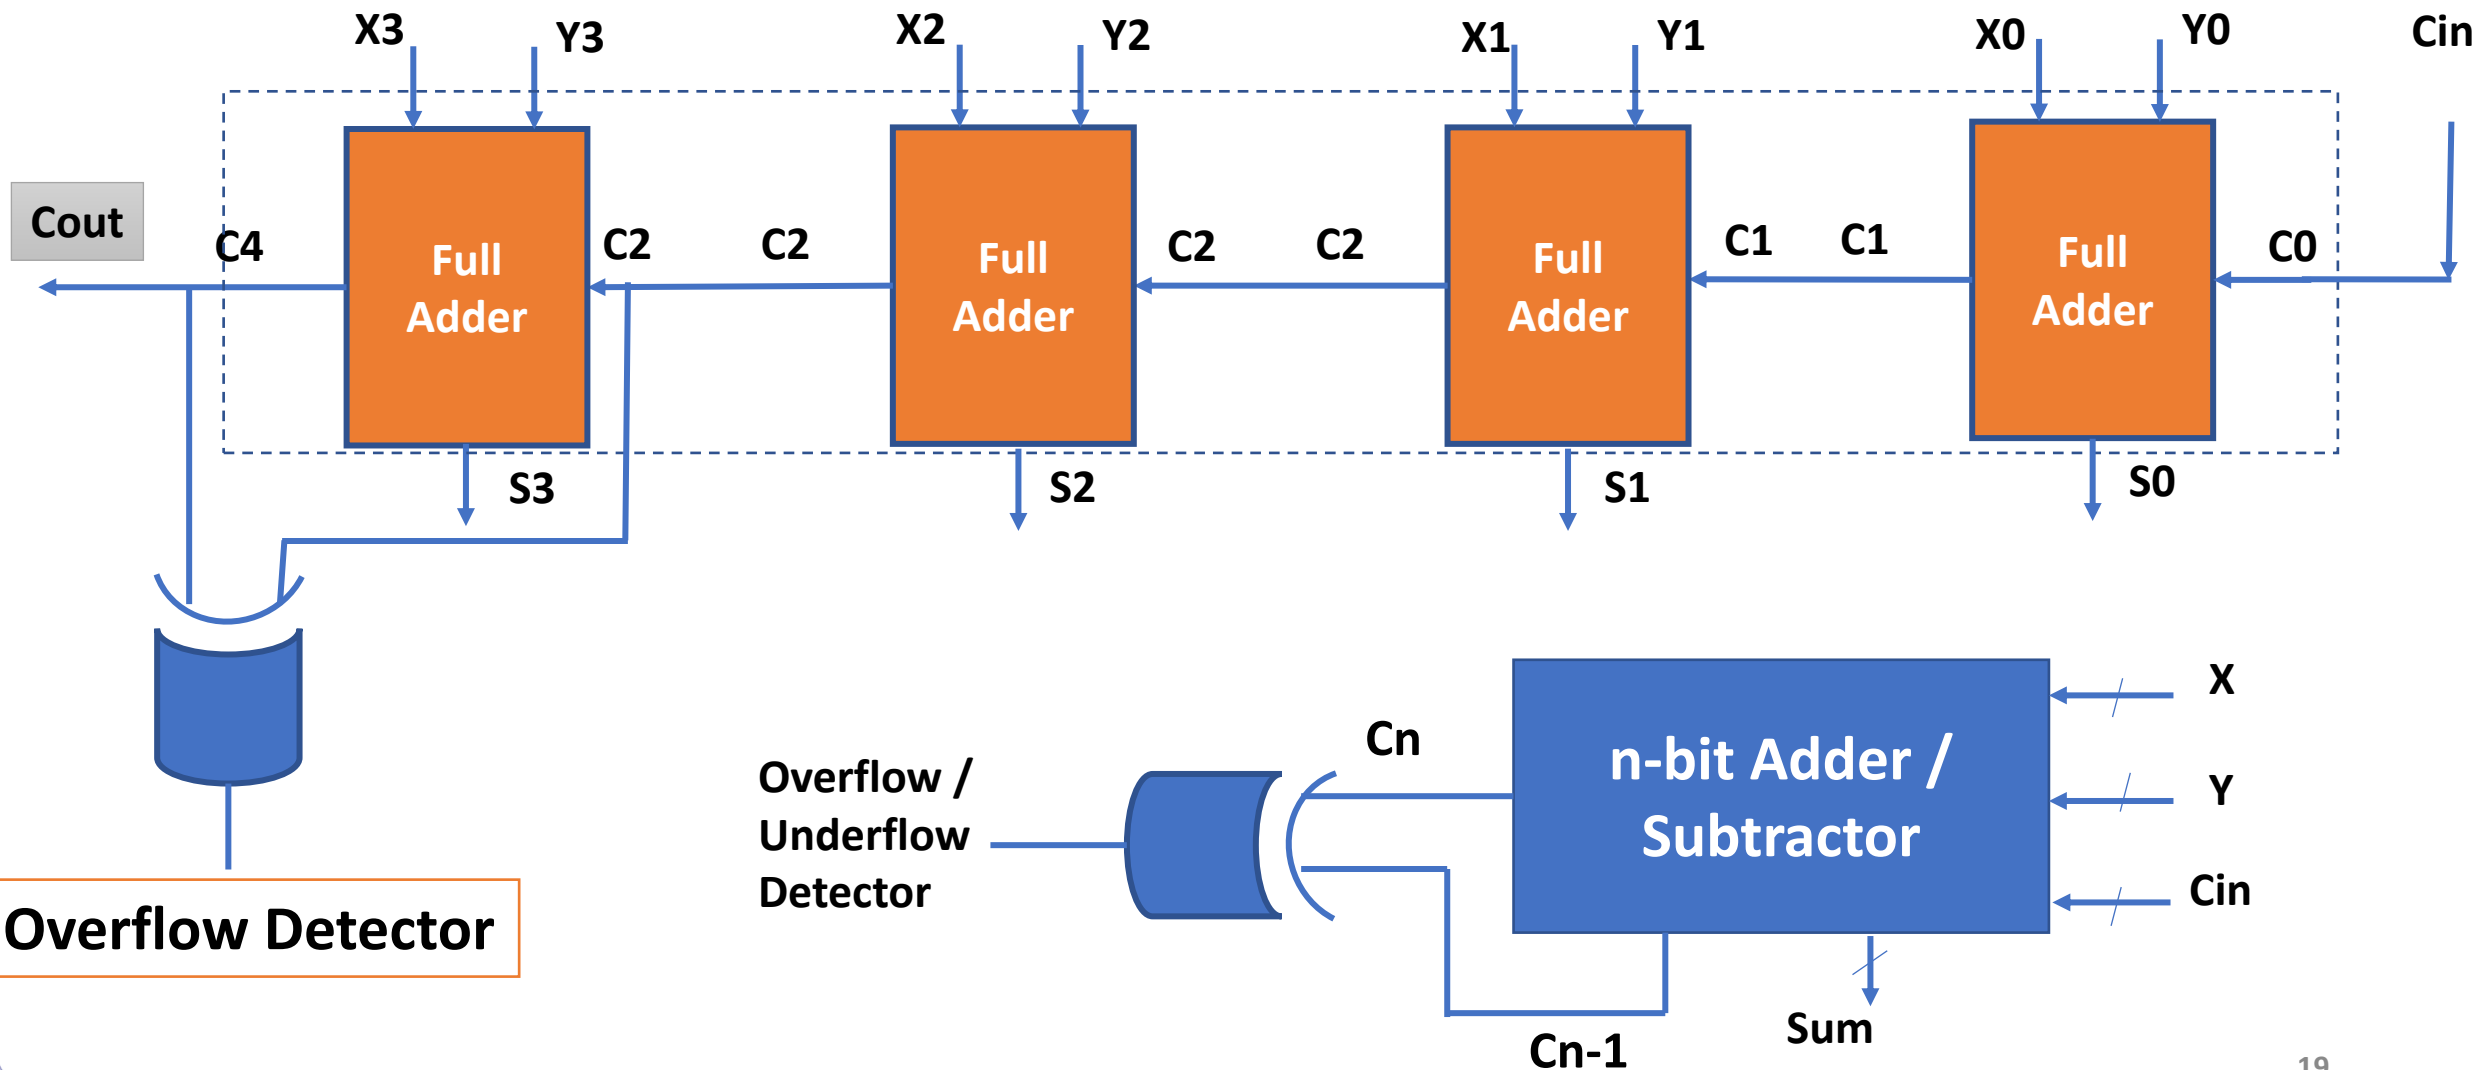 X3 Y3 X2 Y2 X1 Y1 X0 Y0 Cin
Cout
C4 C2 C2 C2 C2 C1 C1 C0
Full
Adder
Full
Adder
Full
Adder
Full
Adder
S3 S2 S1 S0
Overflow Detector
Overflow /
Underflow
Detector
Cn
n-bit Adder /
Subtractor
X
Y
Cin
Cn-1
Sum
19